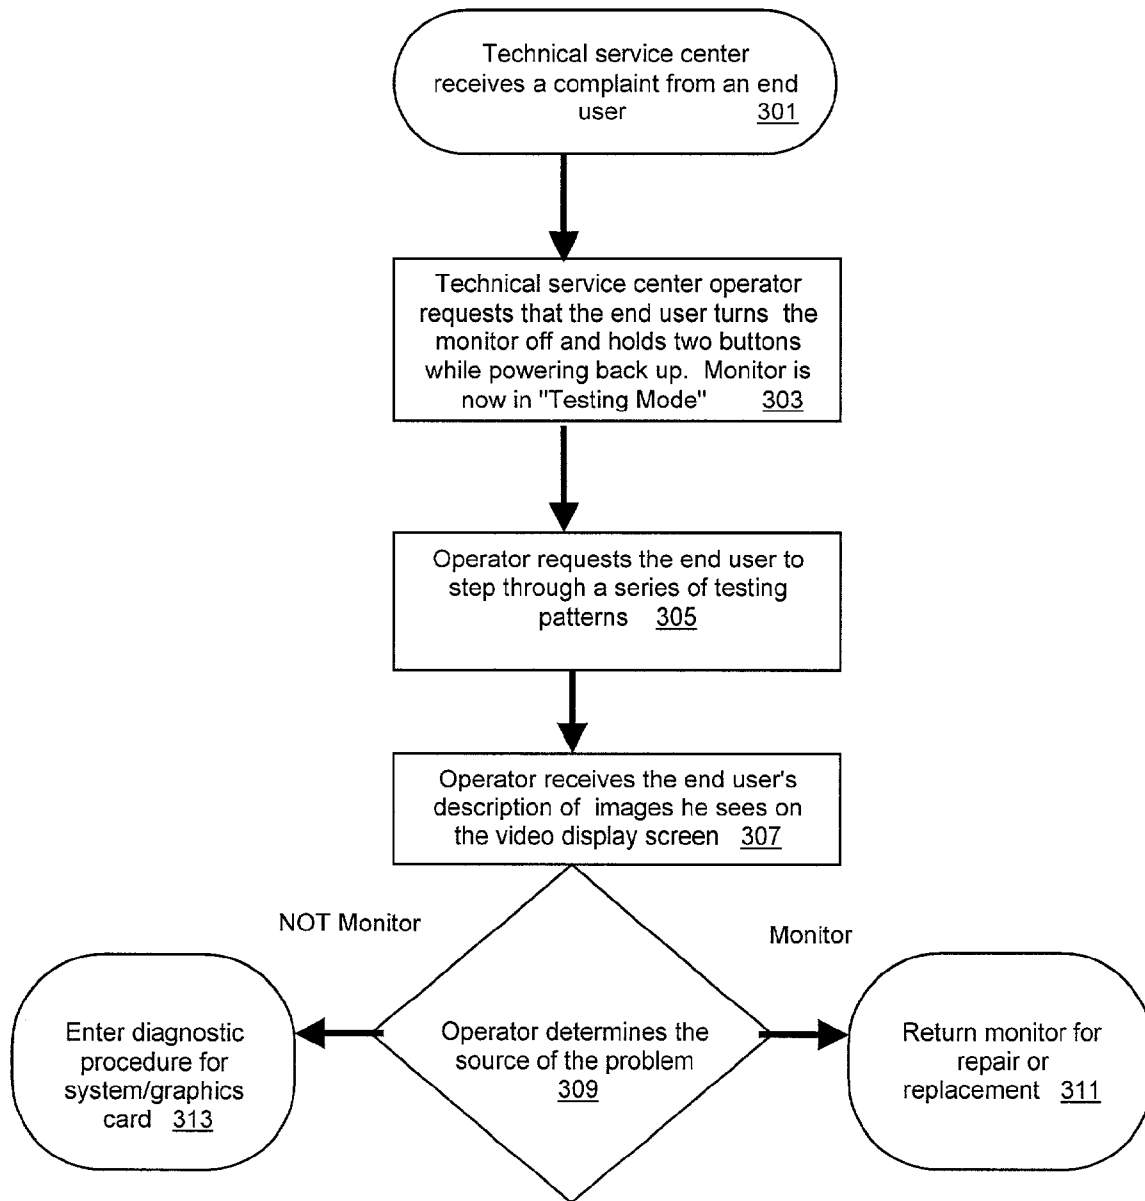 Technical service center
receives a complaint from an end
user 301
Technical service center operator
requests that the end user turns the
monitor off and holds two buttons
while powering back up. Monitor is
now in "Testing Mode" 303
Operator requests the end user to
step through a series of testing
patterns 305
Operator receives the end user's
description of images he sees on
the video display screen 307
NOT Monitor
Monitor
Enter diagnostic
procedure for
system/graphics
card 313
Operator determines the
source of the problem
309
Return monitor for
repair or
replacement 311